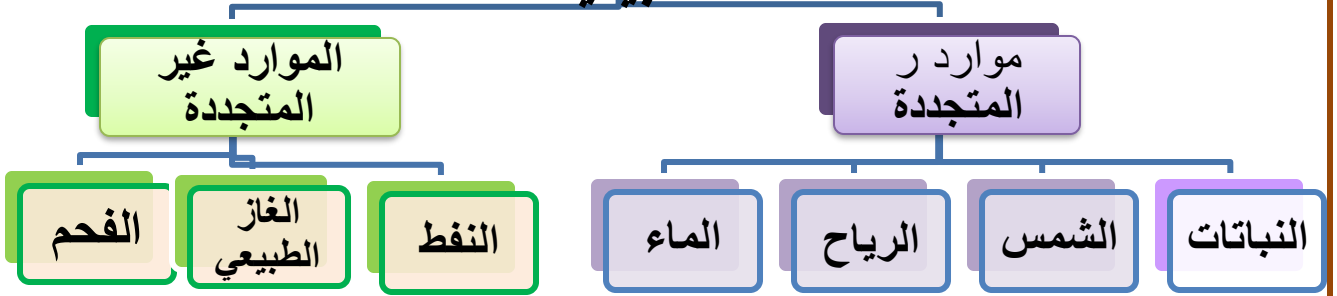 موارد ر
المتجددة
النباتات
الشمس
الرياح
الماء
الموارد غير
المتجددة
النفط
الغاز
الطبيعي
الفحم